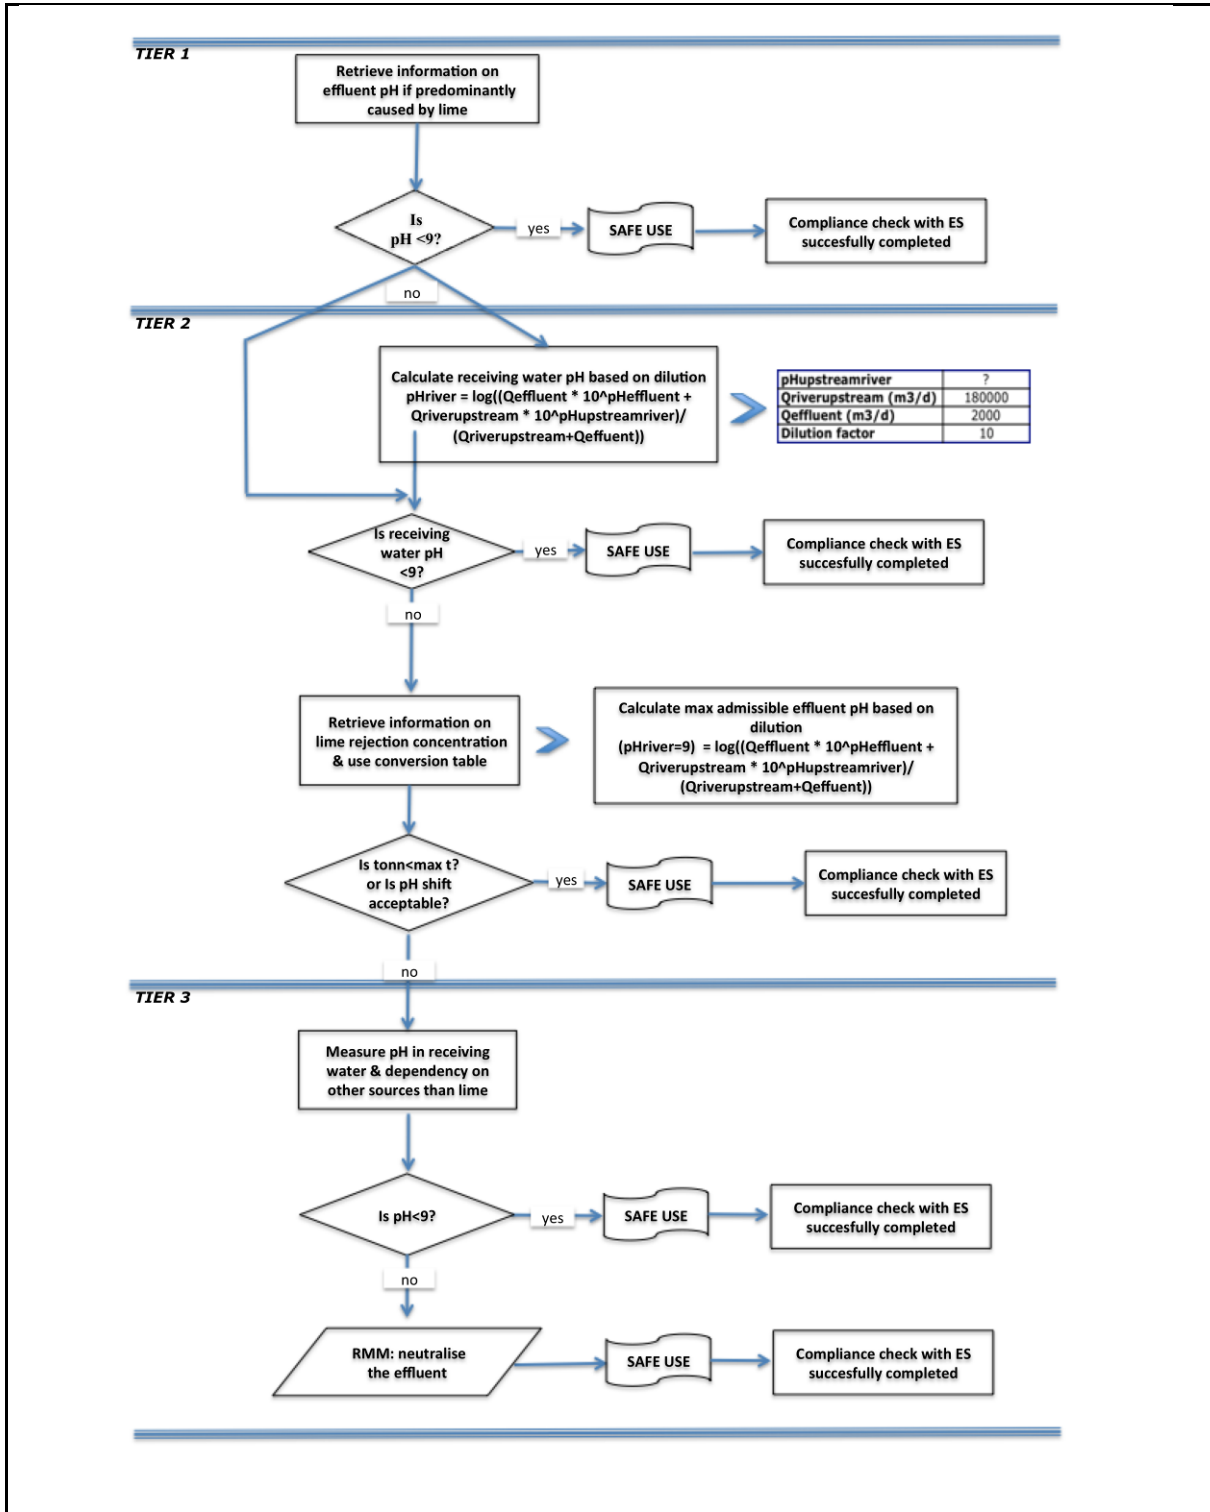 TIER 1
Retrieve information on
effluent pH if predominantly
caused by lime
Is
pH <9?
yes
SAFE USE
Compliance check with ES
succesfully completed
no
TIER 2
Calculate receiving water pH based on dilution
pHriver = log((Qeffluent * 10^pHeffluent +
Qriverupstream * 10^pHupstreamriver)/
(Qriverupstream+Qeffuent))
pHupstreamriver ?
Qriverupstream (m3/d) 180000
Qeffluent (m3/d) 2000
Dilution factor 10
Is receiving
water pH
<9?
yes
SAFE USE
Compliance check with ES
succesfully completed
no
Retrieve information on
lime rejection concentration
& use conversion table
Calculate max admissible effluent pH based on
dilution
(pHriver=9) = log((Qeffluent * 10^pHeffluent +
Qriverupstream * 10^pHupstreamriver)/
(Qriverupstream+Qeffuent))
Is tonn<max t?
or Is pH shift
acceptable?
yes
SAFE USE
Compliance check with ES
succesfully completed
no
TIER 3
Measure pH in receiving
water & dependency on
other sources than lime
Is pH<9?
yes
SAFE USE
Compliance check with ES
succesfully completed
no
RMM: neutralise
the effluent
SAFE USE
Compliance check with ES
succesfully completed